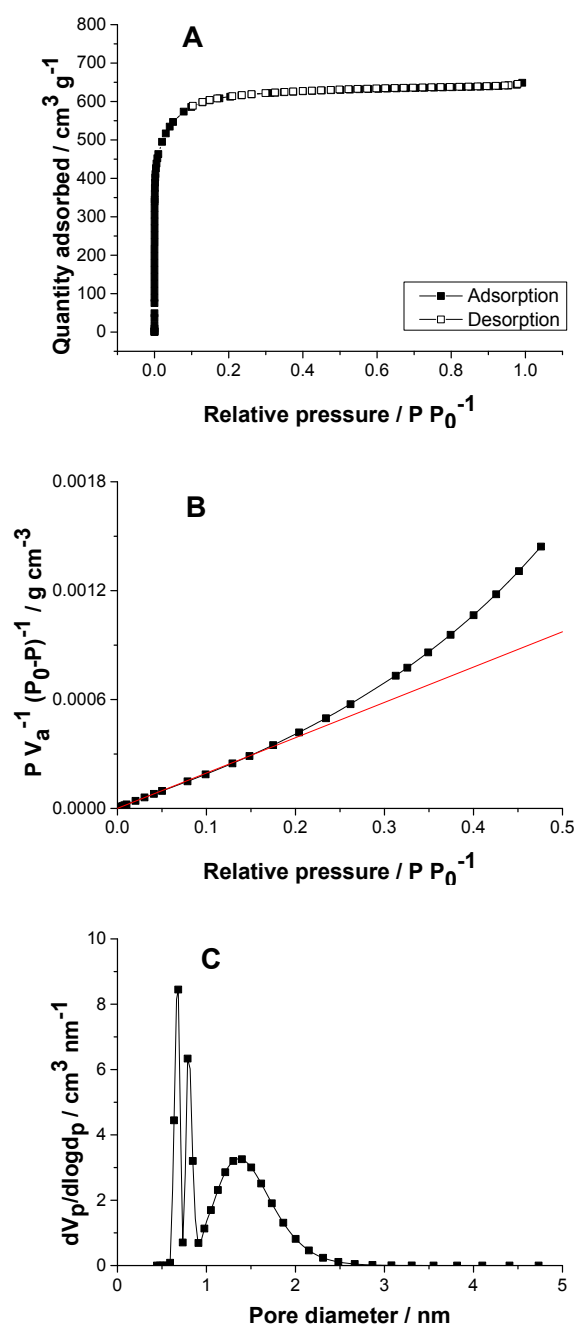 A
Quantity adsorbed / cm³ g⁻¹
800
700
600
500
400
300
200
100
0
Adsorption
Desorption
0.0 0.2 0.4 0.6 0.8 1.0
Relative pressure / P P₀⁻¹
B
P Vₐ⁻¹ (P₀-P)⁻¹ / g cm⁻³
0.0018
0.0012
0.0006
0.0000
0.0 0.1 0.2 0.3 0.4 0.5
Relative pressure / P P₀⁻¹
C
dVp/dlogdp / cm³ nm⁻¹
10
8
6
4
2
0
0 1 2 3 4 5
Pore diameter / nm